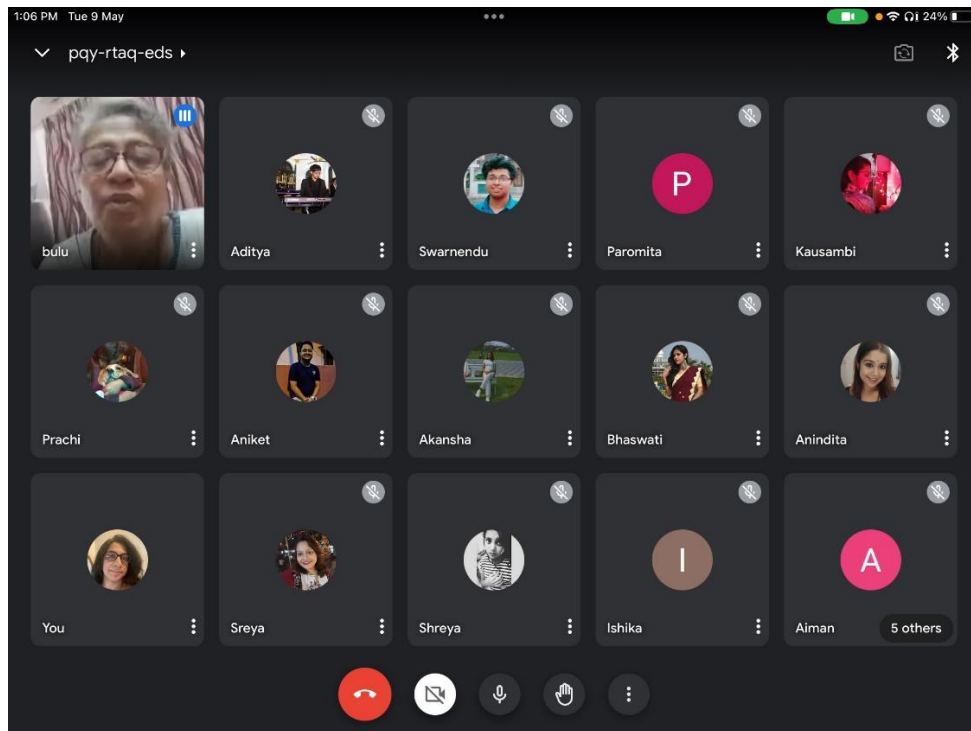 1:06 PM Tue 9 May 24%
pqy-rtaq-eds
bulu Aditya Swarnendu P Paromita Kausambi
Prachi Aniket Akansha Bhaswati Anindita
You Sreya Shreya I Ishika A Aiman 5 others